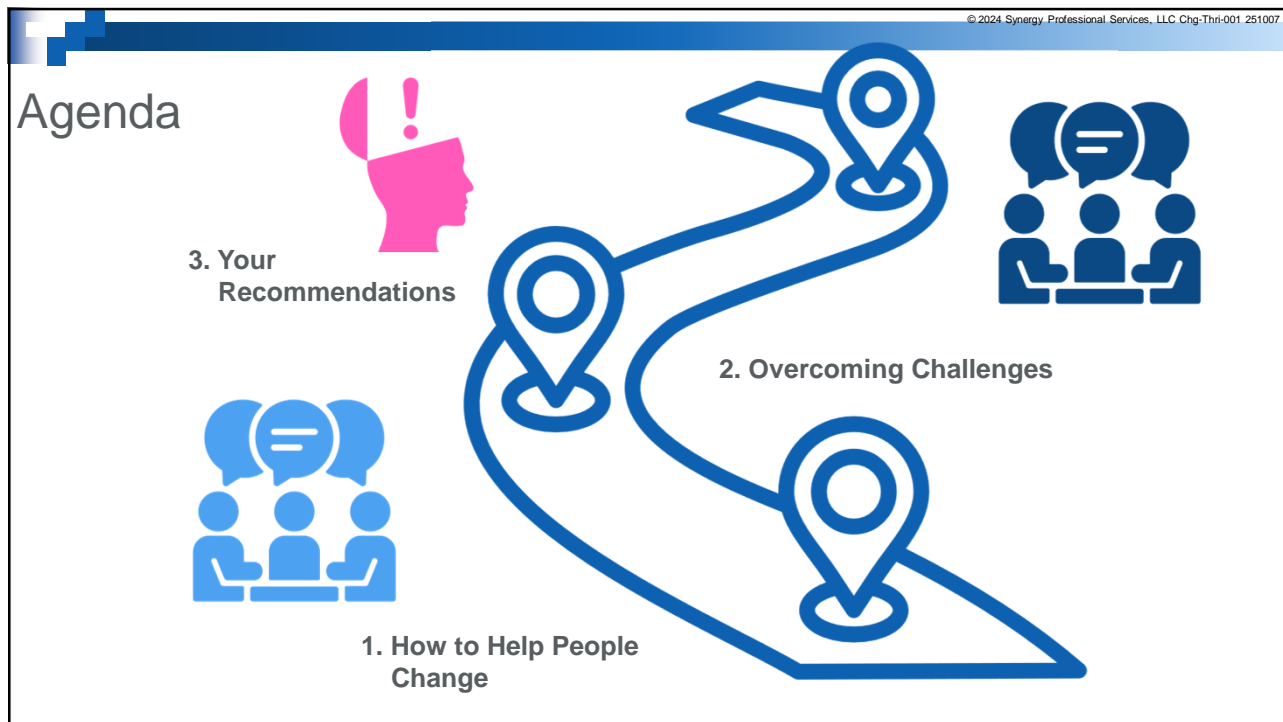 © 2024 Synergy Professional Services, LLC Chg-Thri-001 251007
Agenda
3. Your
Recommendations
2. Overcoming Challenges
1. How to Help People
Change